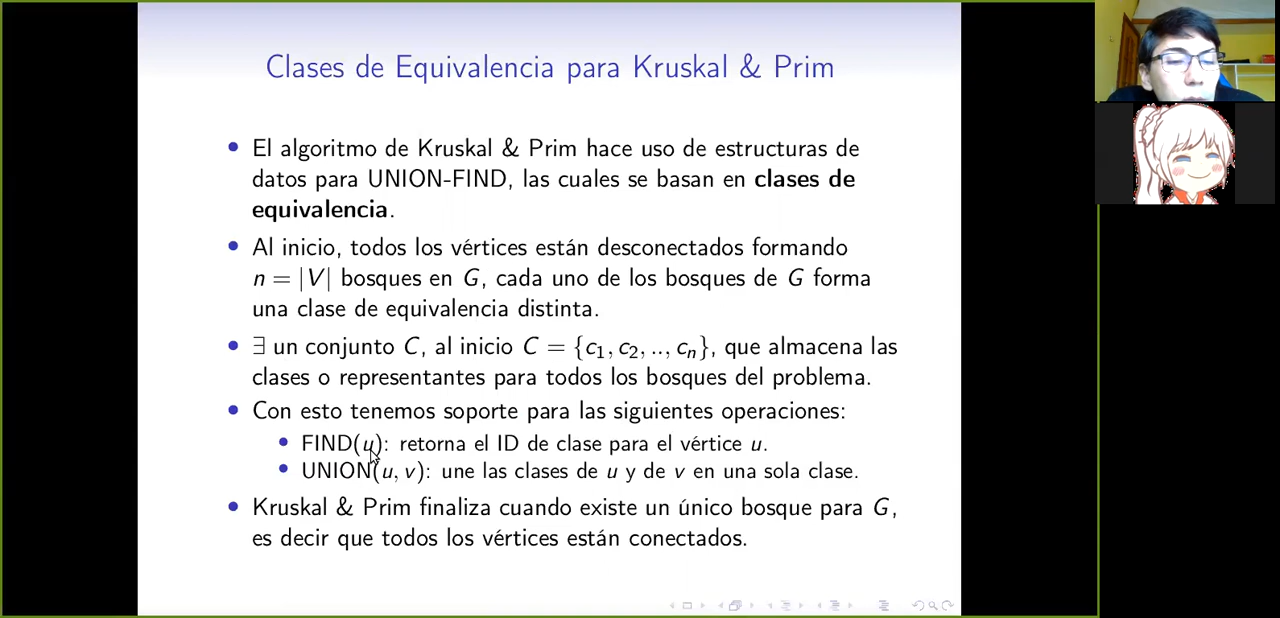 Clases de Equivalencia para Kruskal & Prim
El algoritmo de Kruskal & Prim hace uso de estructuras de
datos para UNION-FIND, las cuales se basan en clases de
equivalencia.
Al inicio, todos los vértices están desconectados formando
n = |V| bosques en G, cada uno de los bosques de G forma
una clase de equivalencia distinta.
∃ un conjunto C, al inicio C = {c₁, c₂, .., cₙ}, que almacena las
clases o representantes para todos los bosques del problema.
Con esto tenemos soporte para las siguientes operaciones:
FIND(u): retorna el ID de clase para el vértice u.
UNION(u, v): une las clases de u y de v en una sola clase.
Kruskal & Prim finaliza cuando existe un único bosque para G,
es decir que todos los vértices están conectados.